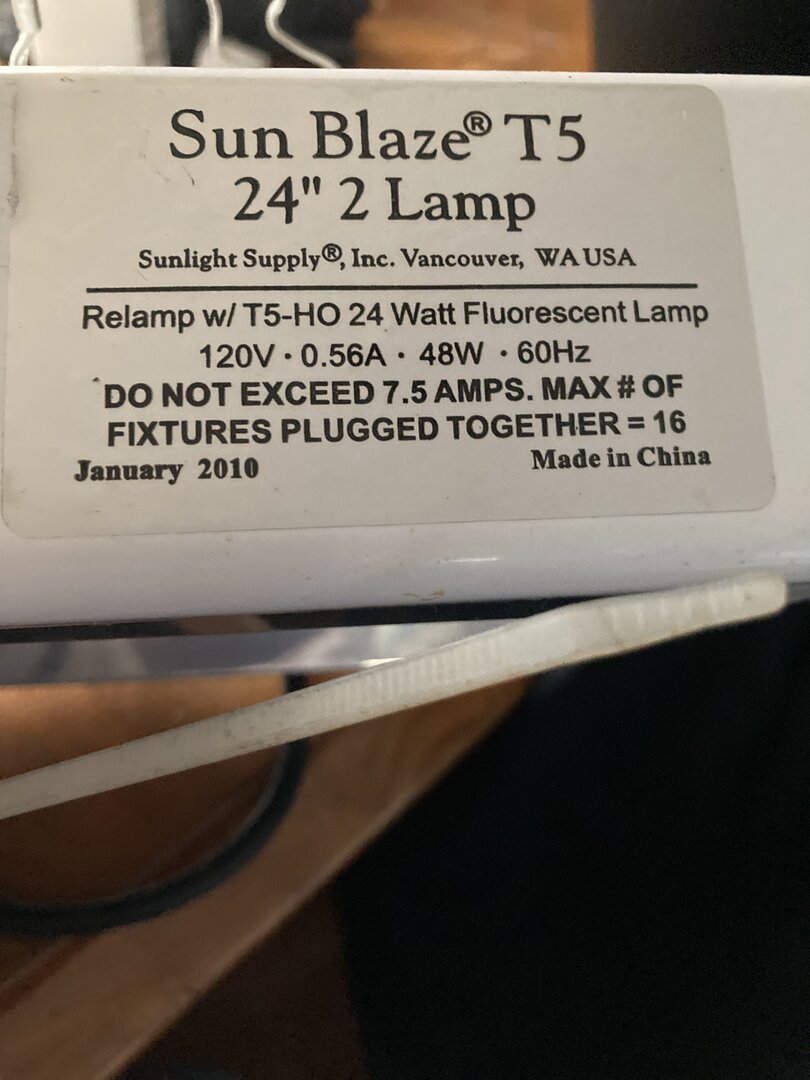 Sun Blaze® T5
24" 2 Lamp
Sunlight Supply®, Inc. Vancouver, WA USA
Relamp w/ T5-HO 24 Watt Fluorescent Lamp
120V · 0.56A · 48W · 60Hz
DO NOT EXCEED 7.5 AMPS. MAX # OF
FIXTURES PLUGGED TOGETHER = 16
January 2010 Made in China